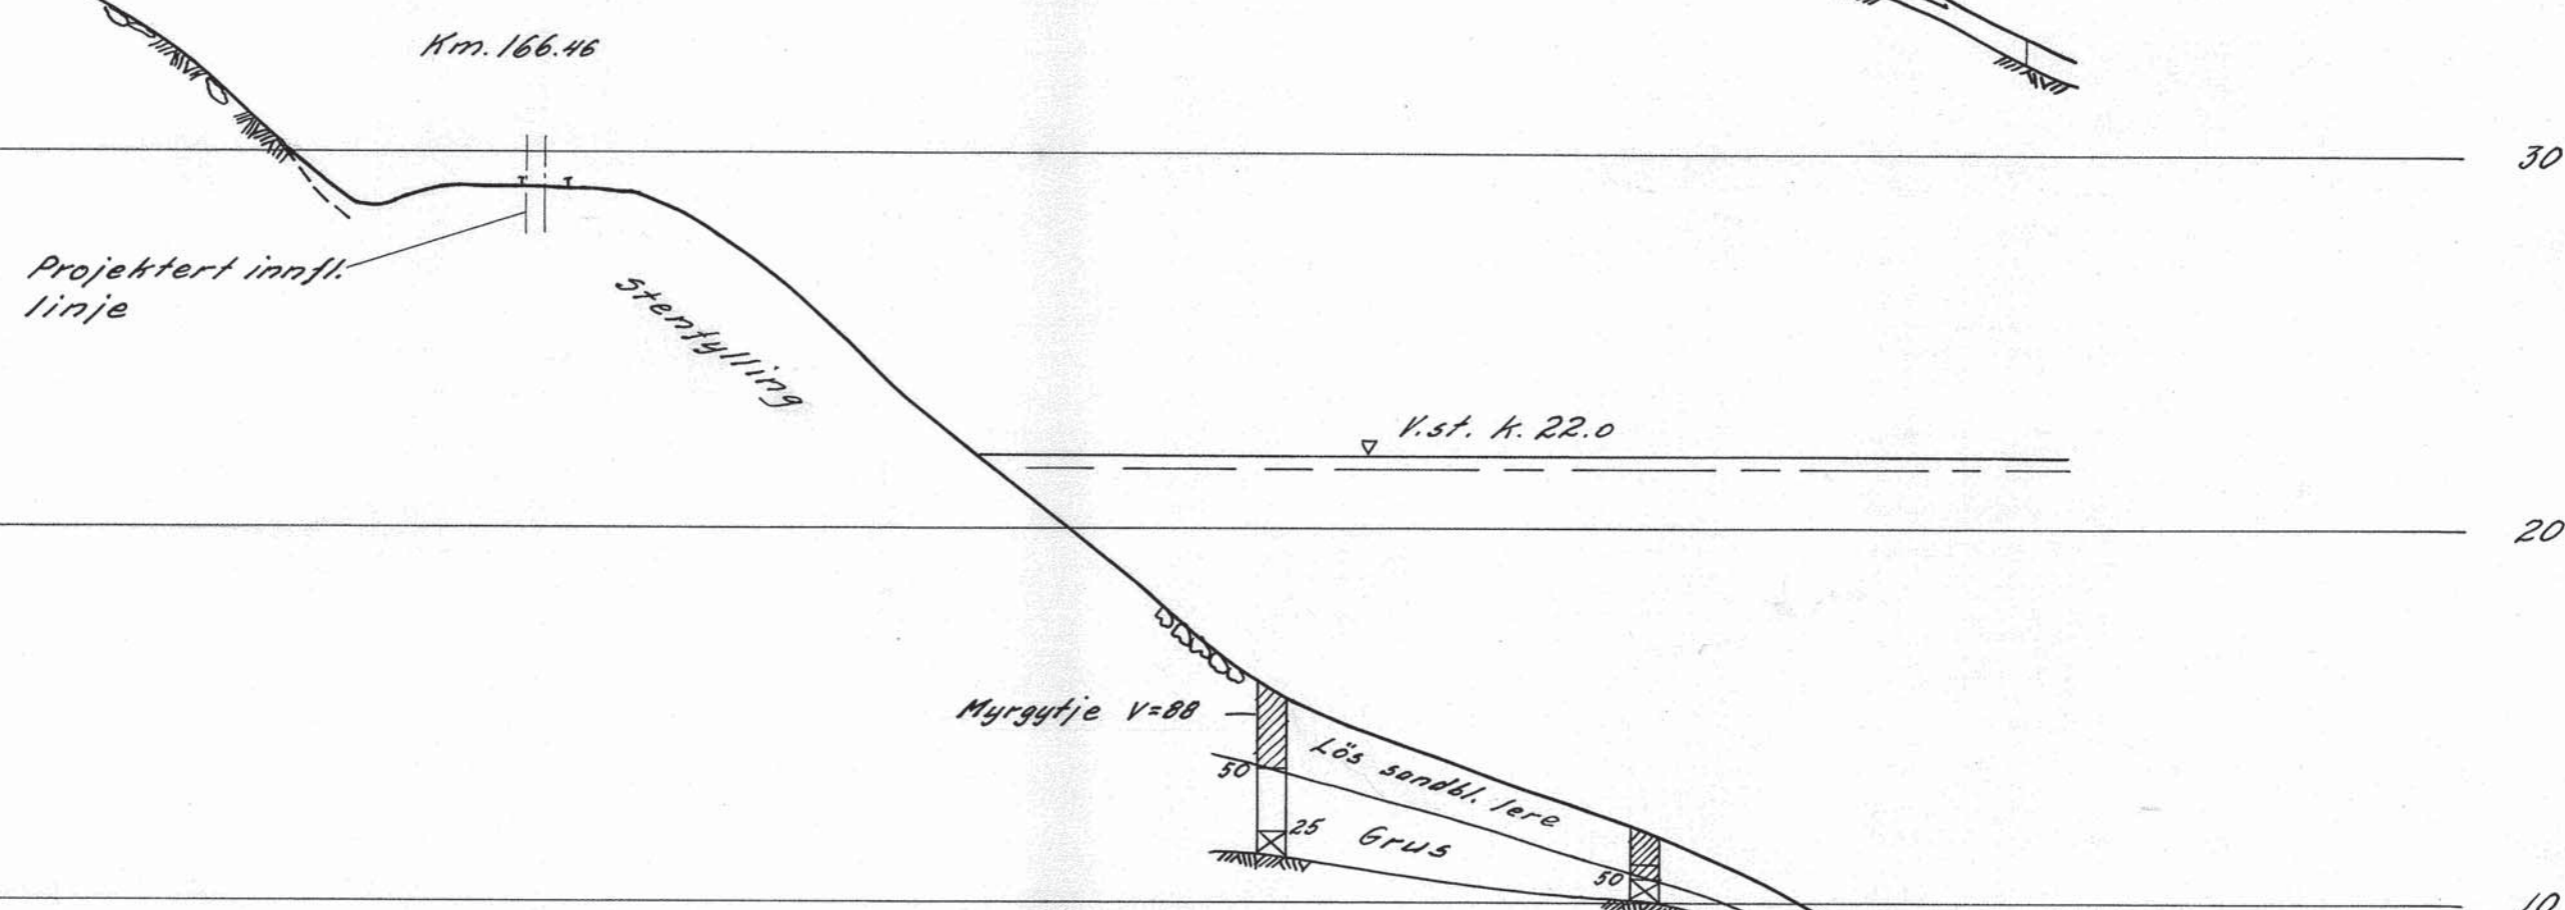 Km. 166.46
30
Projektert innfl.
linje
Stenfylling
V.st. k. 22.0
20
Myrgytje V=88
Lös sandbl. lere
50
25
Grus
50
10